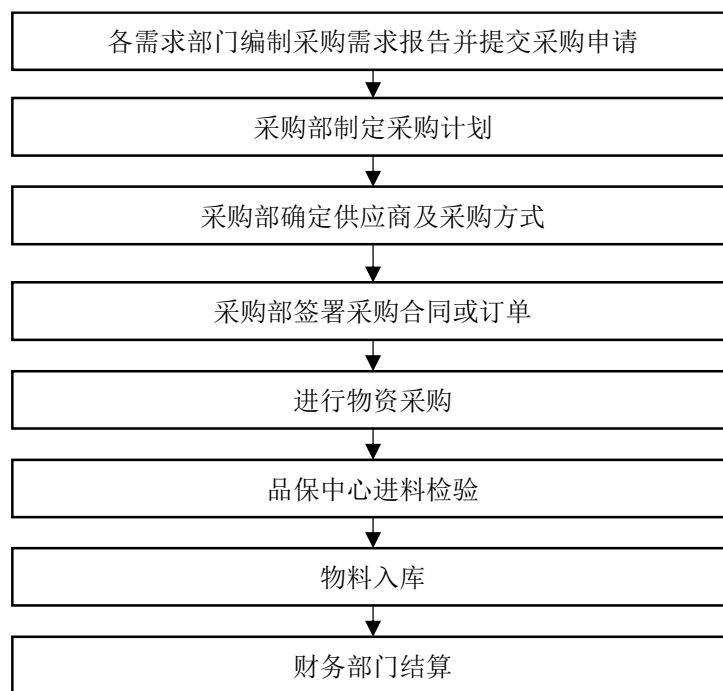 各需求部门编制采购需求报告并提交采购申请
采购部制定采购计划
采购部确定供应商及采购方式
采购部签署采购合同或订单
进行物资采购
品保中心进料检验
物料入库
财务部门结算